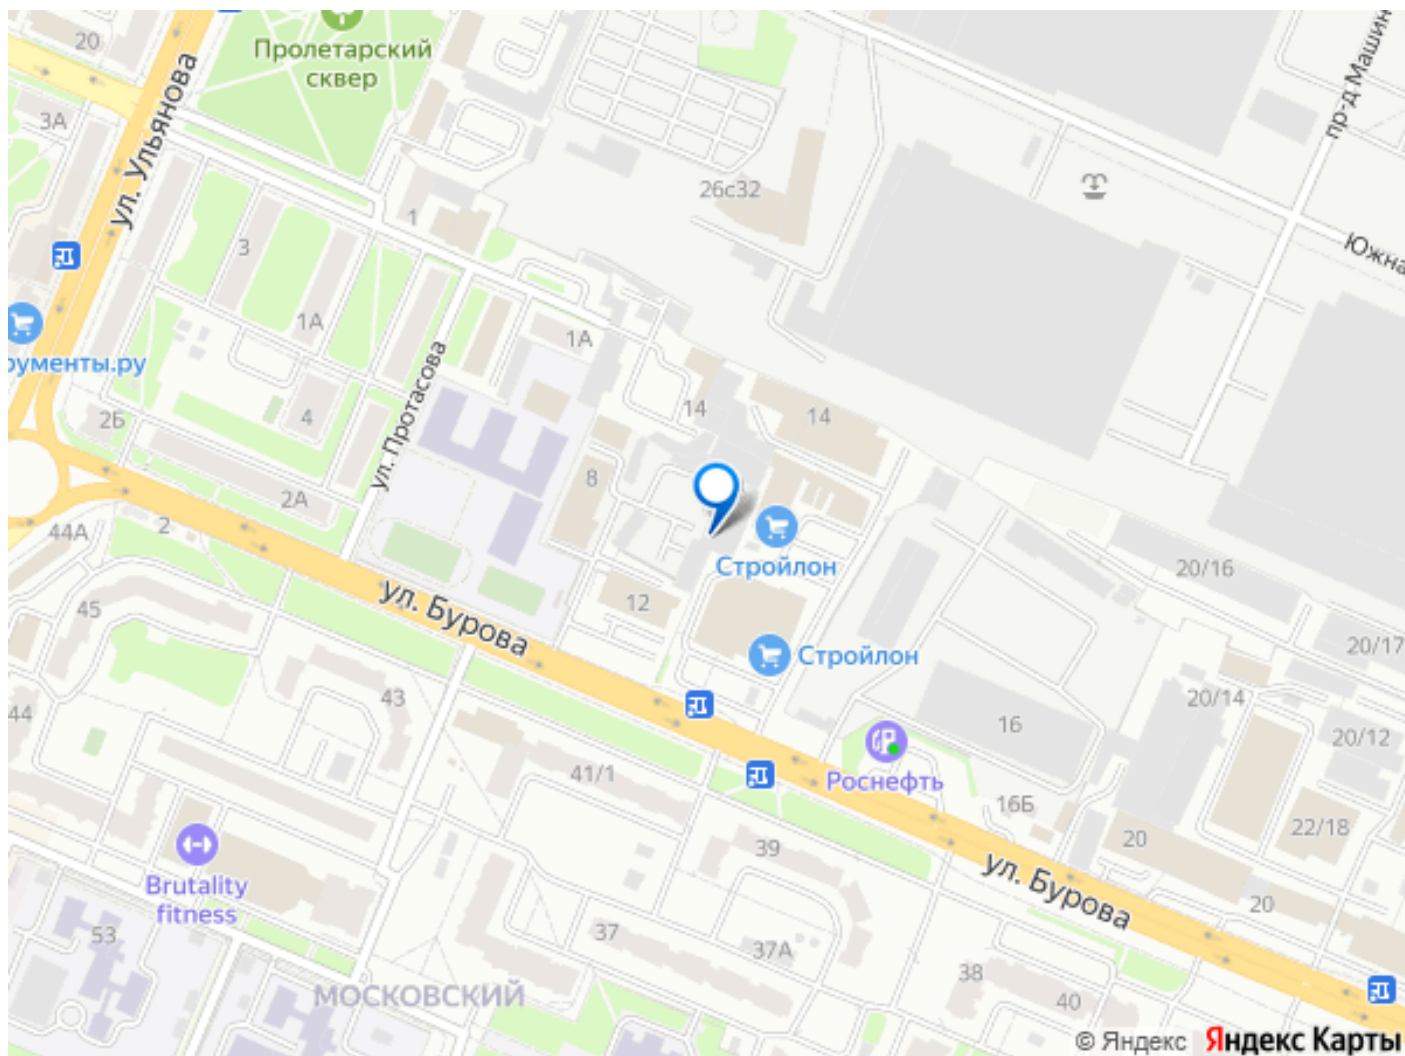 20
Пролетарский
сквер
пр-д Машин
3А
ул. Ульянова
26с32
1
3
Южна
1А
1А
рументы.ру
ул. Протасова
14
14
2Б
4
8
2А
44А
2
Стройлон
20/16
45
ул. Бурова
12
20/17
Стройлон
43
20/14
44
16
20/12
41/1
Роснефть
16Б
22/18
39
20
Brutality
fitness
ул. Бурова
20
53
37
37А
38
40
МОСКОВСКИЙ
© Яндекс Яндекс Карты